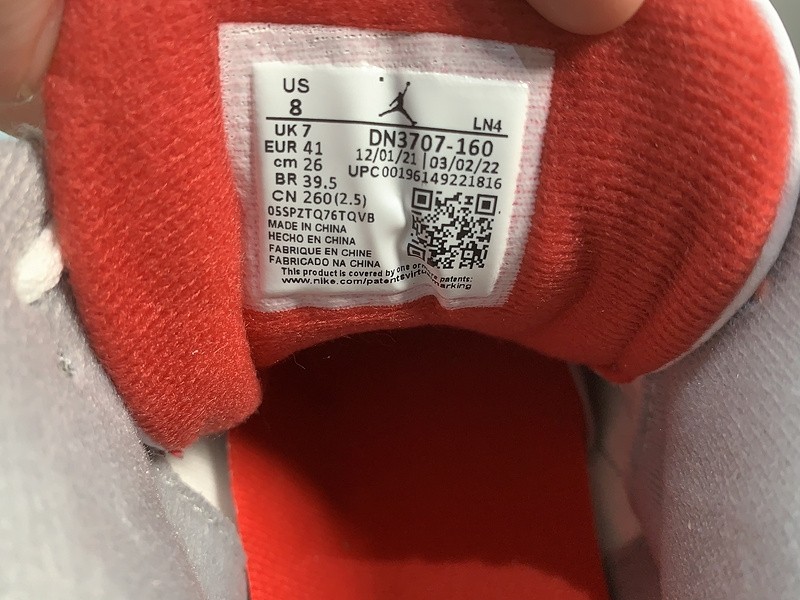 US
8
LN4
UK 7
DN3707-160
EUR 41
12/01/21 | 03/02/22
cm 26
UPC00196149221816
BR 39.5
CN 260(2.5)
05SPZTQ76TQVB
MADE IN CHINA
HECHO EN CHINA
FABRIQUE EN CHINE
FABRICADO NA CHINA
This product is covered by one or more patents:
www.nike.com/patentsvirtualmarking